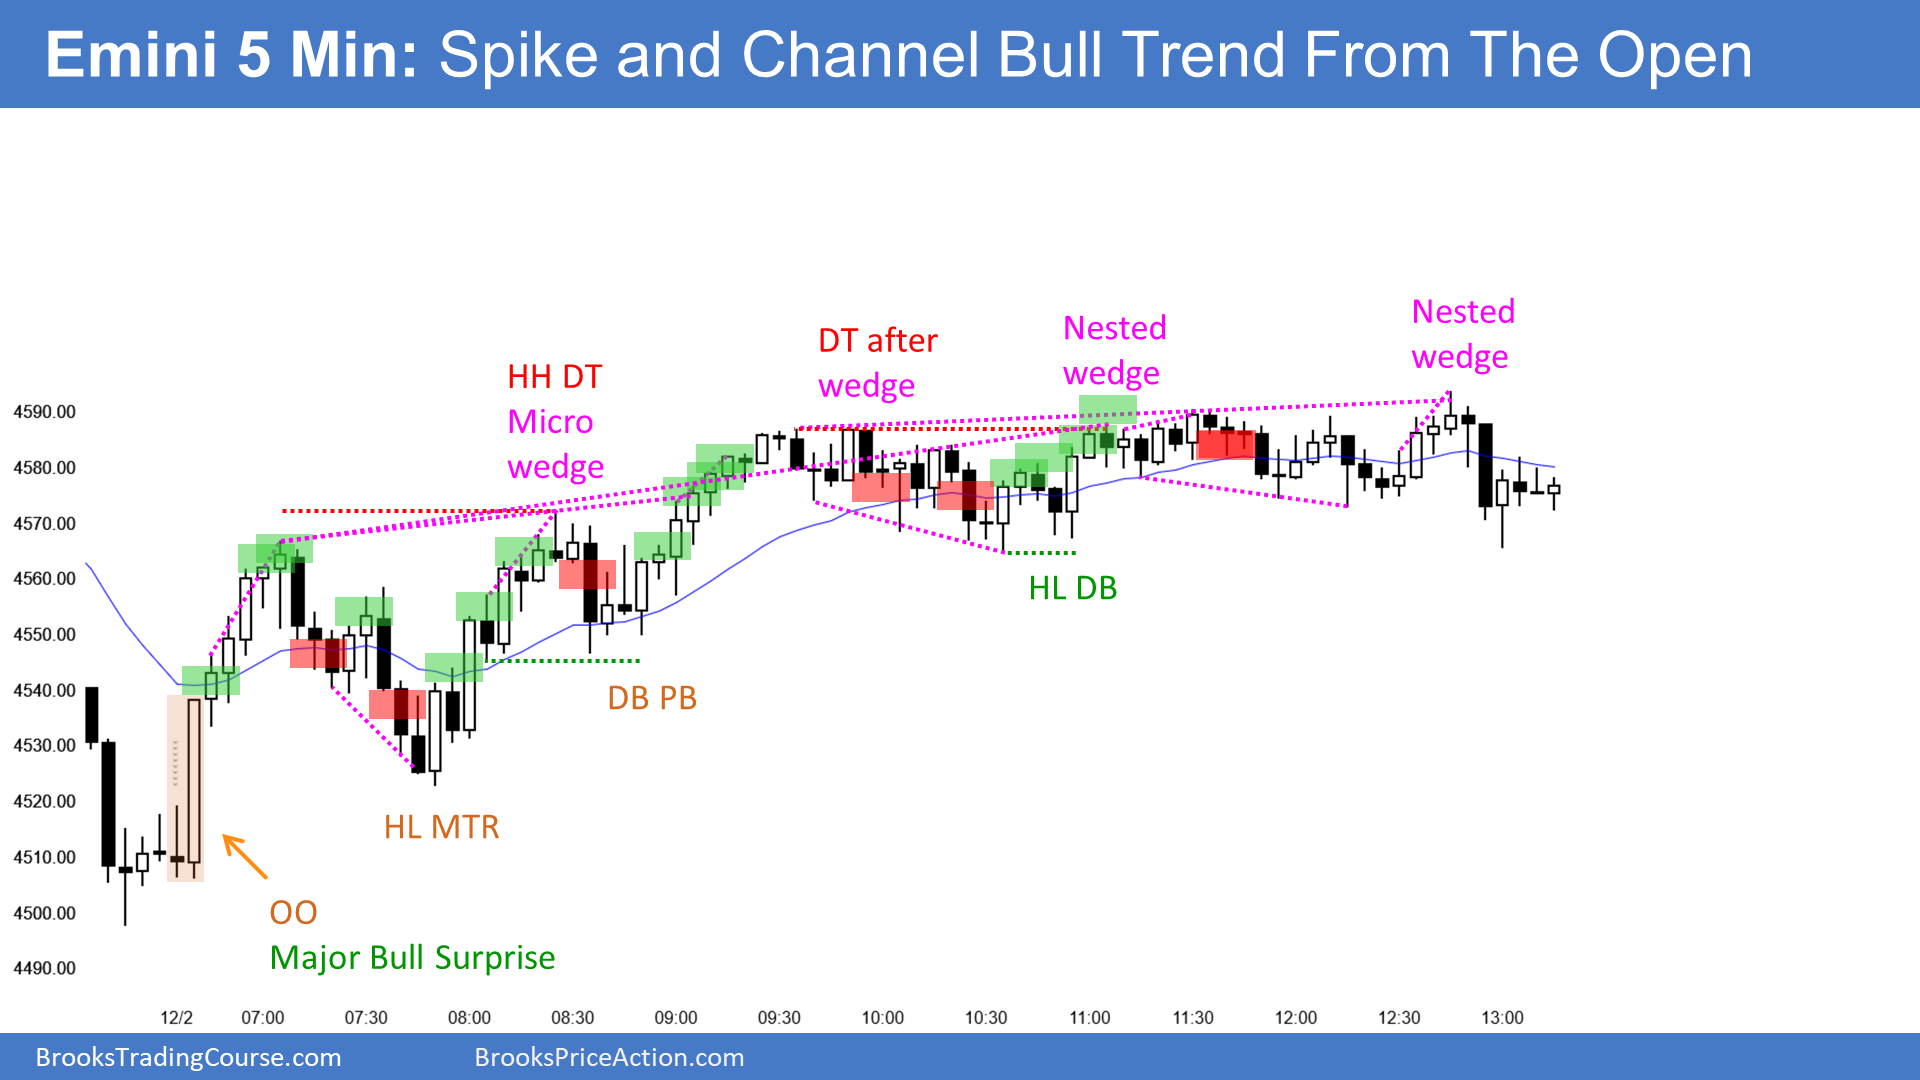 Emini 5 Min: Spike and Channel Bull Trend From The Open
Nested
wedge
Nested
wedge
DT after
wedge
HH DT
Micro
wedge
4590.00
4580.00
4570.00
4560.00
4550.00
4540.00
4530.00
4520.00
4510.00
4500.00
4490.00
HL DB
DB PB
HL MTR
OO
Major Bull Surprise
12/2 07:00 07:30 08:00 08:30 09:00 09:30 10:00 10:30 11:00 11:30 12:00 12:30 13:00
BrooksTradingCourse.com BrooksPriceAction.com